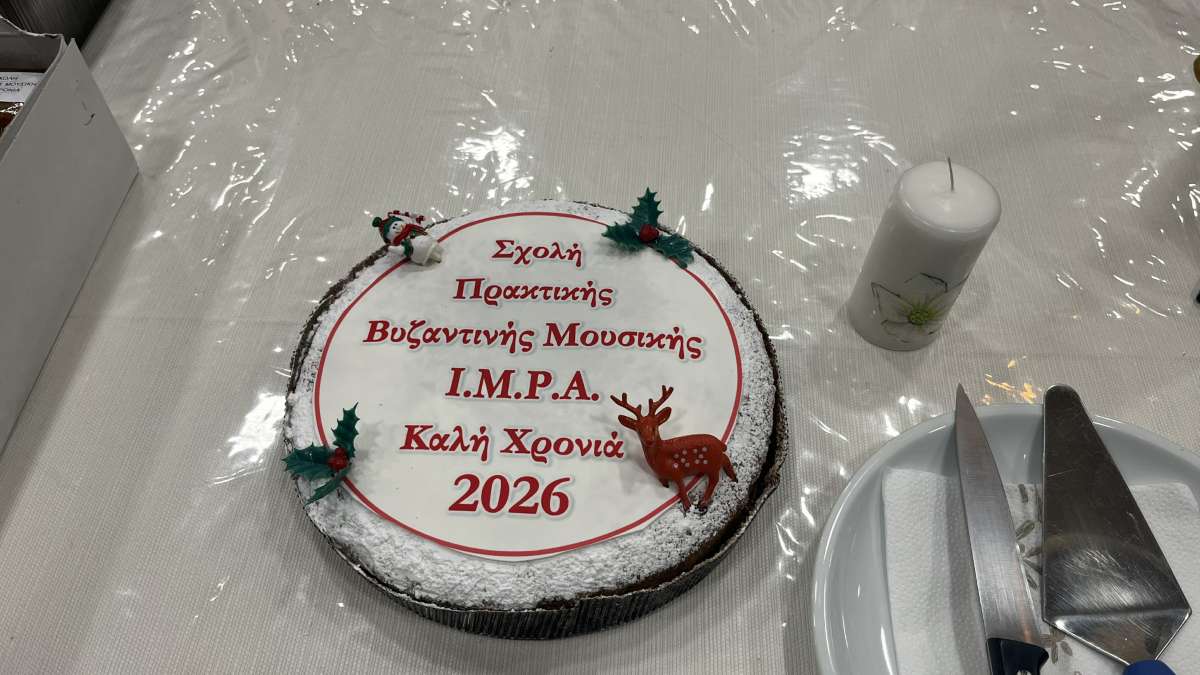 Σχολή
Πρακτικής
Βυζαντινής Μουσικής
Ι.Μ.Ρ.Α.
Καλή Χρονιά
2026